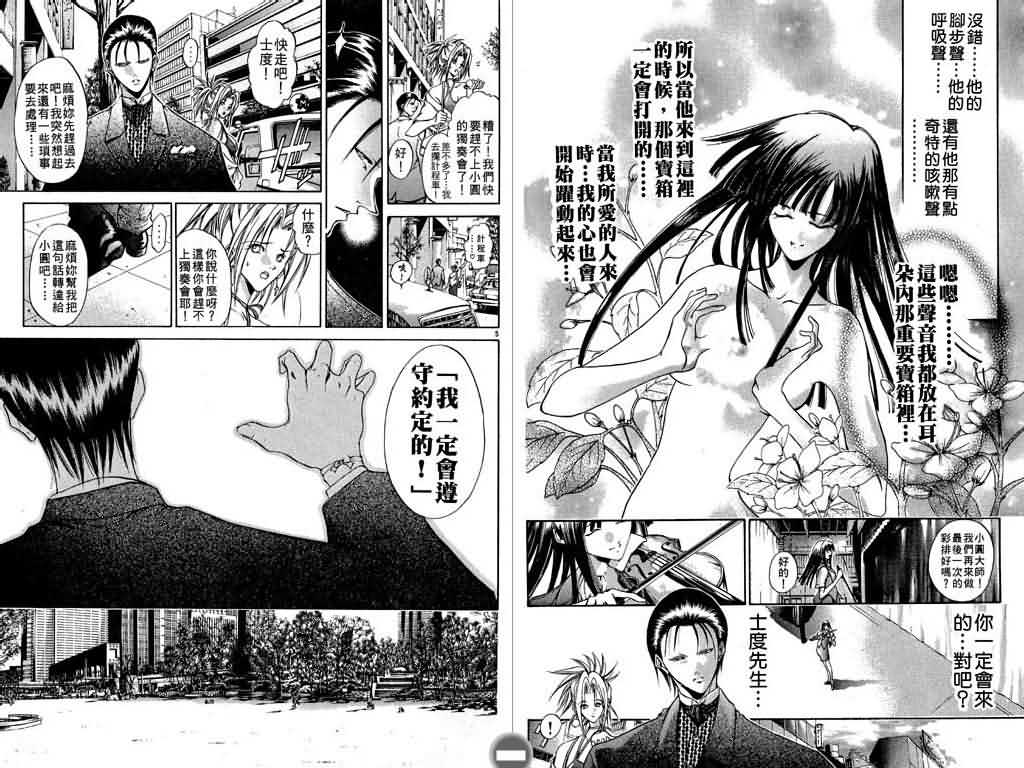 沒錯……他的
腳步聲…他的
呼吸聲……
………還有他那有點
奇特的咳嗽聲
嗯嗯………
這些聲音我都放在耳
朵內那重要寶箱裡…
所以當他來到這裡
的時候，那個寶箱
一定會打開的……
當我所愛的人來
時…我的心也會
開始躍動起來…
小圓大師！
我們再來做
最後一次的
彩排好嗎？
好的！
你一定會來
的…對吧？
士度先生…
！
糟了！我們快
要趕不上小圓
的獨奏會了！
差不多了…我
去攔計程車！
好！
計程車
快走吧！
士度！
麻煩妳先趕過去
吧！我突然想起
來還有一些瑣事
要去處理…
什麼？
你說什麼呀？
這樣你會趕不
上獨奏會耶！
…
麻煩妳幫我把
這句話轉達給
小圓吧……
5
「我一定會遵
守約定的！」